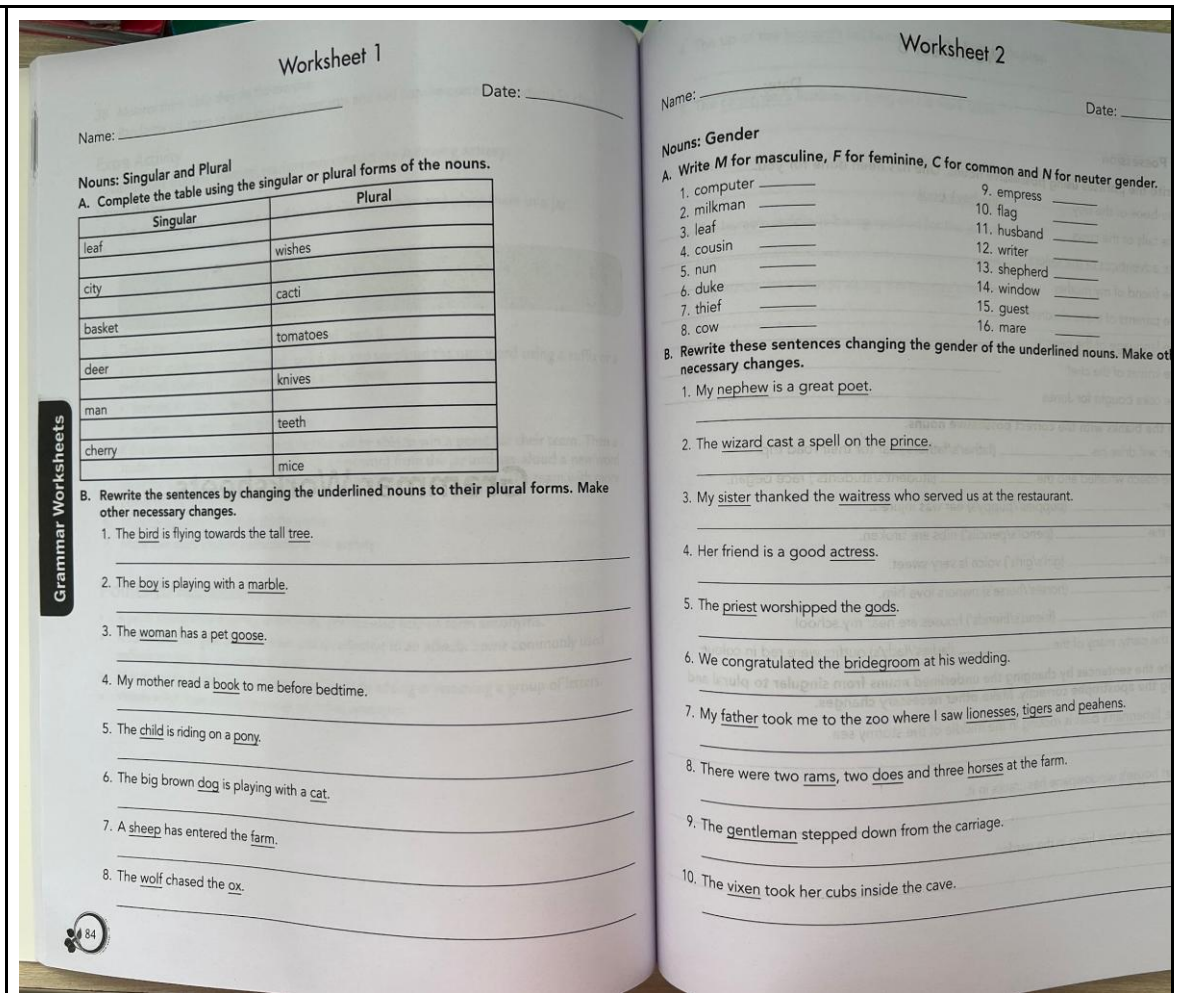 Worksheet 1
Name:
Date:
Nouns: Singular and Plural
A. Complete the table using the singular or plural forms of the nouns.
Singular Plural
leaf
wishes
city
cacti
basket
tomatoes
deer
knives
man
teeth
cherry
mice
B. Rewrite the sentences by changing the underlined nouns to their plural forms. Make
other necessary changes.
1. The bird is flying towards the tall tree.
2. The boy is playing with a marble.
3. The woman has a pet goose.
4. My mother read a book to me before bedtime.
5. The child is riding on a pony.
6. The big brown dog is playing with a cat.
7. A sheep has entered the farm.
8. The wolf chased the ox.
Grammar Worksheets
84
Worksheet 2
Name:
Date:
Nouns: Gender
A. Write M for masculine, F for feminine, C for common and N for neuter gender.
1. computer
2. milkman
3. leaf
4. cousin
5. nun
6. duke
7. thief
8. cow
9. empress
10. flag
11. husband
12. writer
13. shepherd
14. window
15. guest
16. mare
B. Rewrite these sentences changing the gender of the underlined nouns. Make
necessary changes.
1. My nephew is a great poet.
2. The wizard cast a spell on the prince.
3. My sister thanked the waitress who served us at the restaurant.
4. Her friend is a good actress.
5. The priest worshipped the gods.
6. We congratulated the bridegroom at his wedding.
7. My father took me to the zoo where I saw lionesses, tigers and peahens.
8. There were two rams, two does and three horses at the farm.
9. The gentleman stepped down from the carriage.
10. The vixen took her cubs inside the cave.